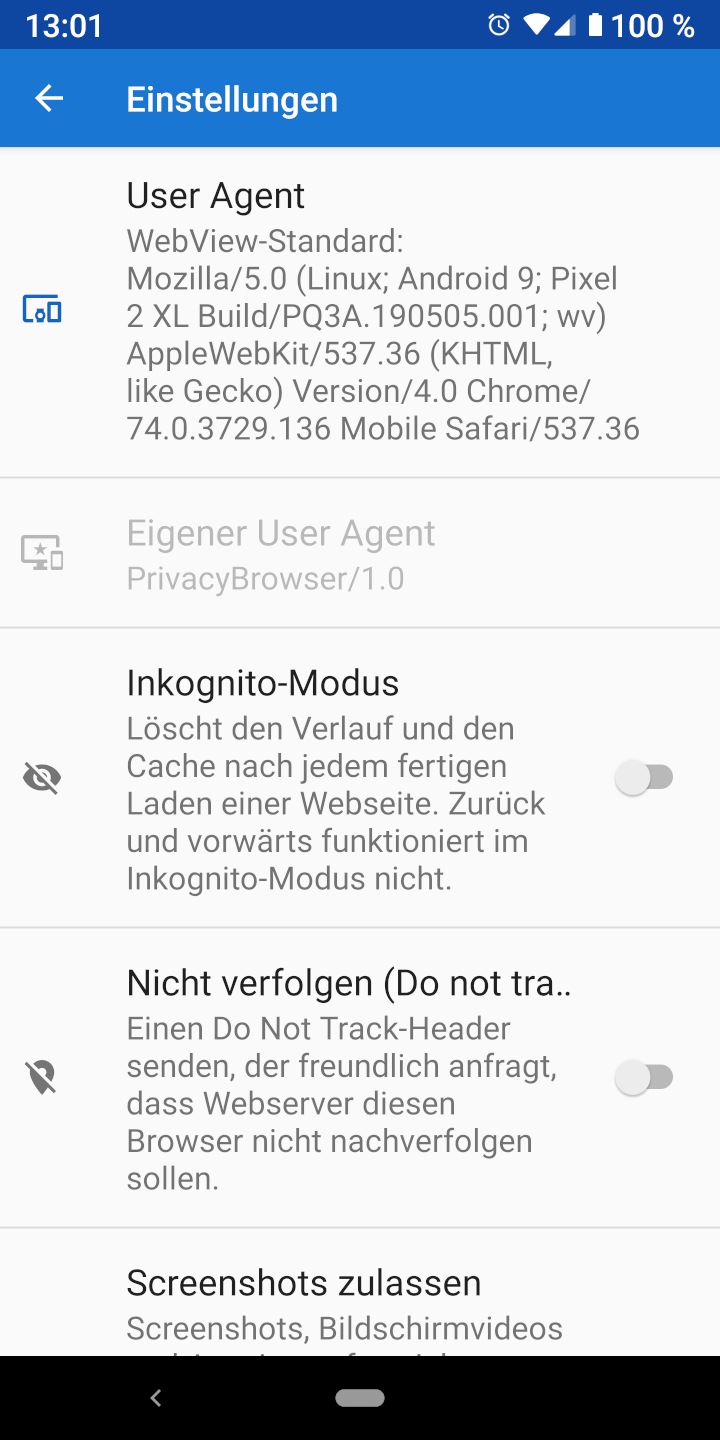 13:01
100 %
Einstellungen
User Agent
WebView-Standard:
Mozilla/5.0 (Linux; Android 9; Pixel
2 XL Build/PQ3A.190505.001; wv)
AppleWebKit/537.36 (KHTML,
like Gecko) Version/4.0 Chrome/
74.0.3729.136 Mobile Safari/537.36
Eigener User Agent
PrivacyBrowser/1.0
Inkognito-Modus
Löscht den Verlauf und den
Cache nach jedem fertigen
Laden einer Webseite. Zurück
und vorwärts funktioniert im
Inkognito-Modus nicht.
Nicht verfolgen (Do not tra..
Einen Do Not Track-Header
senden, der freundlich anfragt,
dass Webserver diesen
Browser nicht nachverfolgen
sollen.
Screenshots zulassen
Screenshots, Bildschirmvideos